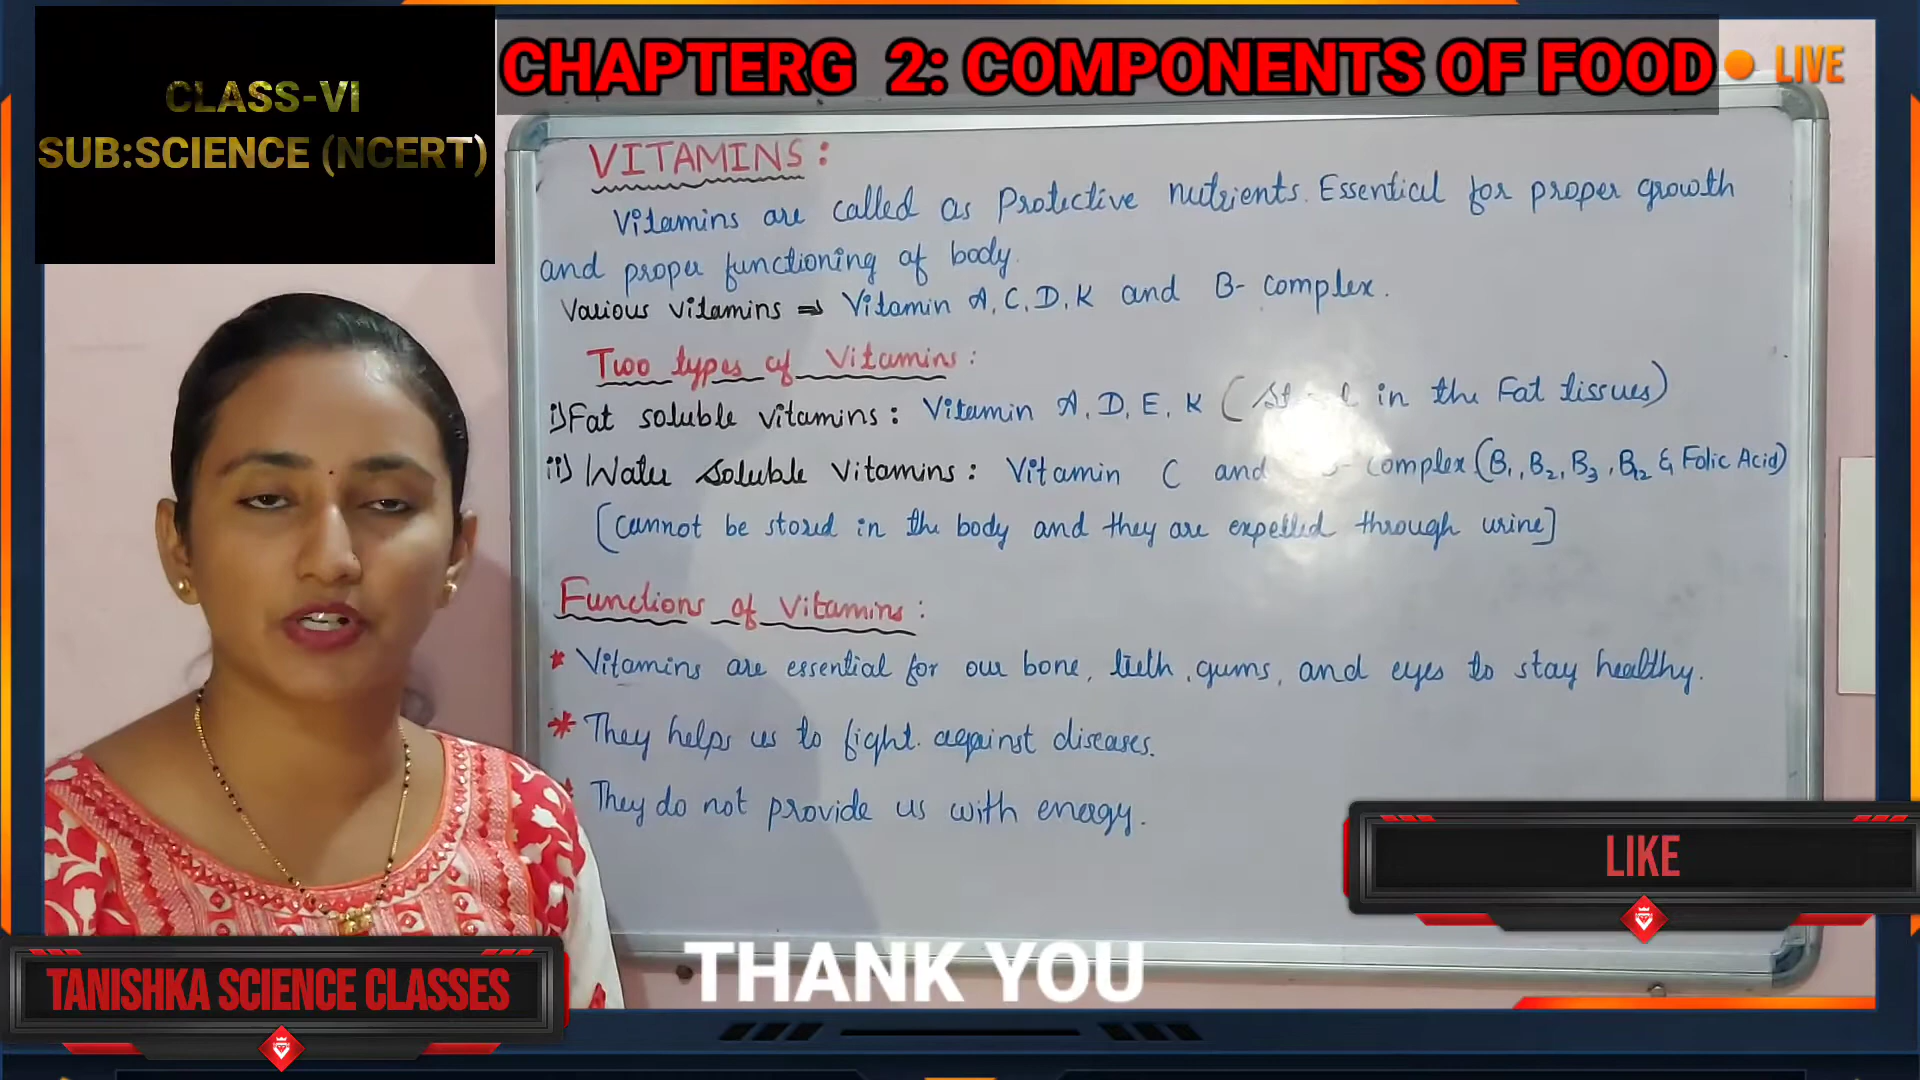 CLASS-VI
SUB:SCIENCE (NCERT)
CHAPTERG 2: COMPONENTS OF FOOD
LIVE
VITAMINS:
Vitamins are called as Protective nutrients. Essential for proper growth
and proper functioning of body.
Various vitamins ⇒ Vitamin A, C, D, K and B- complex.
Two types of Vitamins:
i) Fat soluble vitamins: Vitamin A, D, E, K ( in the Fat tissues)
ii) Water Soluble Vitamins: Vitamin C and complex (B1, B2, B3, B12 & Folic Acid)
[cannot be stored in the body and they are expelled through urine]
Functions of Vitamins:
* Vitamins are essential for our bone, teeth, gums, and eyes to stay healthy.
* They helps us to fight. against diseases.
* They do not provide us with energy.
LIKE
THANK YOU
TANISHKA SCIENCE CLASSES